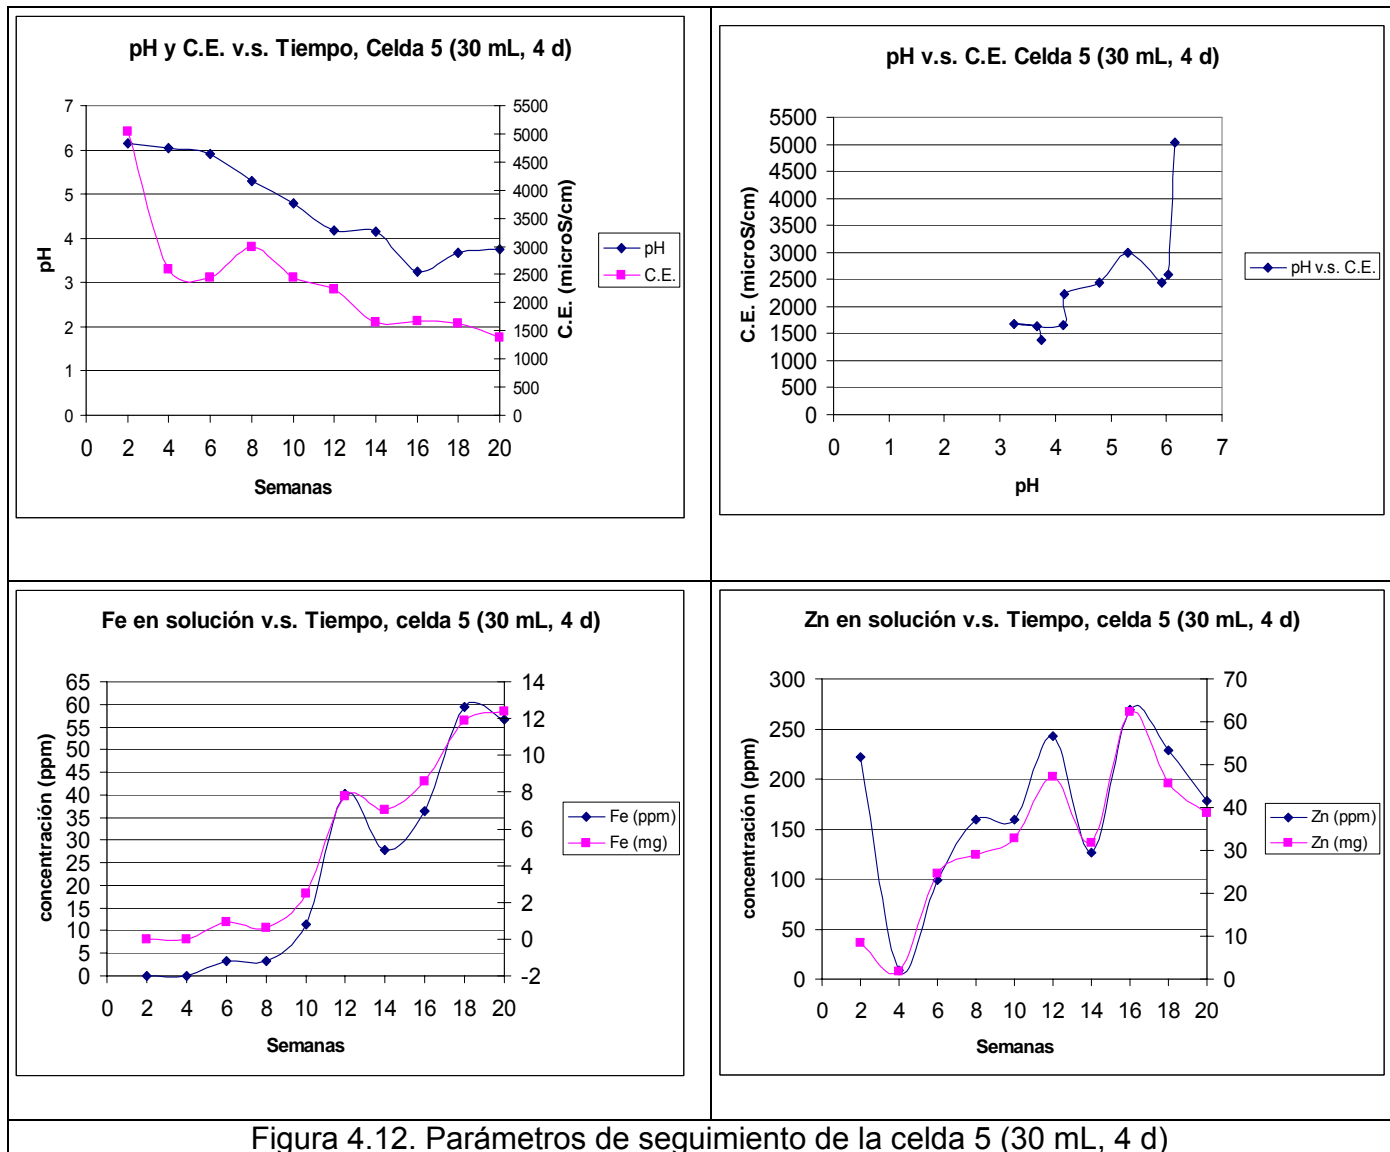 pH y C.E. v.s. Tiempo, Celda 5 (30 mL, 4 d)
7
6
5
4
3
2
1
0
pH
5500
5000
4500
4000
3500
3000
2500
2000
1500
1000
500
0
C.E. (microS/cm)
0 2 4 6 8 10 12 14 16 18 20
Semanas
pH
C.E.
pH v.s. C.E. Celda 5 (30 mL, 4 d)
5500
5000
4500
4000
3500
3000
2500
2000
1500
1000
500
0
C.E. (microS/cm)
0 1 2 3 4 5 6 7
pH
pH v.s. C.E.
Fe en solución v.s. Tiempo, celda 5 (30 mL, 4 d)
65
60
55
50
45
40
35
30
25
20
15
10
5
0
concentración (ppm)
14
12
10
8
6
4
2
0
-2
0 2 4 6 8 10 12 14 16 18 20
Semanas
Fe (ppm)
Fe (mg)
Zn en solución v.s. Tiempo, celda 5 (30 mL, 4 d)
300
250
200
150
100
50
0
concentración (ppm)
70
60
50
40
30
20
10
0
0 2 4 6 8 10 12 14 16 18 20
Semanas
Zn (ppm)
Zn (mg)
Figura 4.12. Parámetros de seguimiento de la celda 5 (30 mL, 4 d)